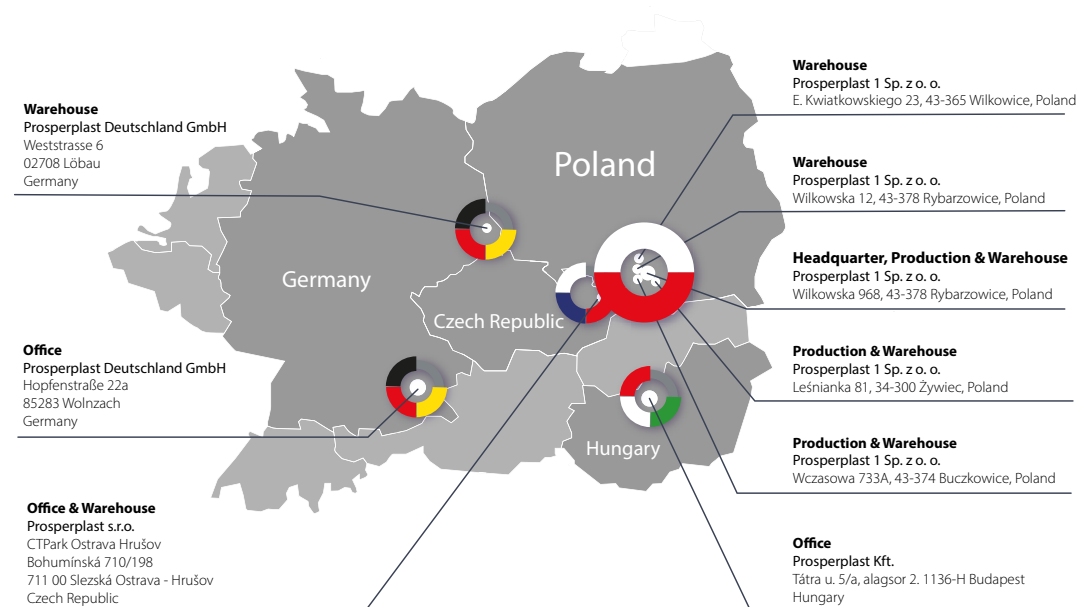 Warehouse
Prosperplast Deutschland GmbH
Weststrasse 6
02708 Löbau
Germany
Office
Prosperplast Deutschland GmbH
Hopfenstraße 22a
85283 Wolnzach
Germany
Office & Warehouse
Prosperplast s.r.o.
CTPark Ostrava Hrušov
Bohumínská 710/198
711 00 Slezská Ostrava - Hrušov
Czech Republic
Poland
Germany
Czech Republic
Hungary
Warehouse
Prosperplast 1 Sp. z o. o.
E. Kwiatkowskiego 23, 43-365 Wilkowice, Poland
Warehouse
Prosperplast 1 Sp. z o. o.
Wilkowska 12, 43-378 Rybarzowice, Poland
Headquarter, Production & Warehouse
Prosperplast 1 Sp. z o. o.
Wilkowska 968, 43-378 Rybarzowice, Poland
Production & Warehouse
Prosperplast 1 Sp. z o. o.
Leśnianka 81, 34-300 Żywiec, Poland
Production & Warehouse
Prosperplast 1 Sp. z o. o.
Wczasowa 733A, 43-374 Buczkowice, Poland
Office
Prosperplast Kft.
Tátra u. 5/a, alagsor 2. 1136-H Budapest
Hungary